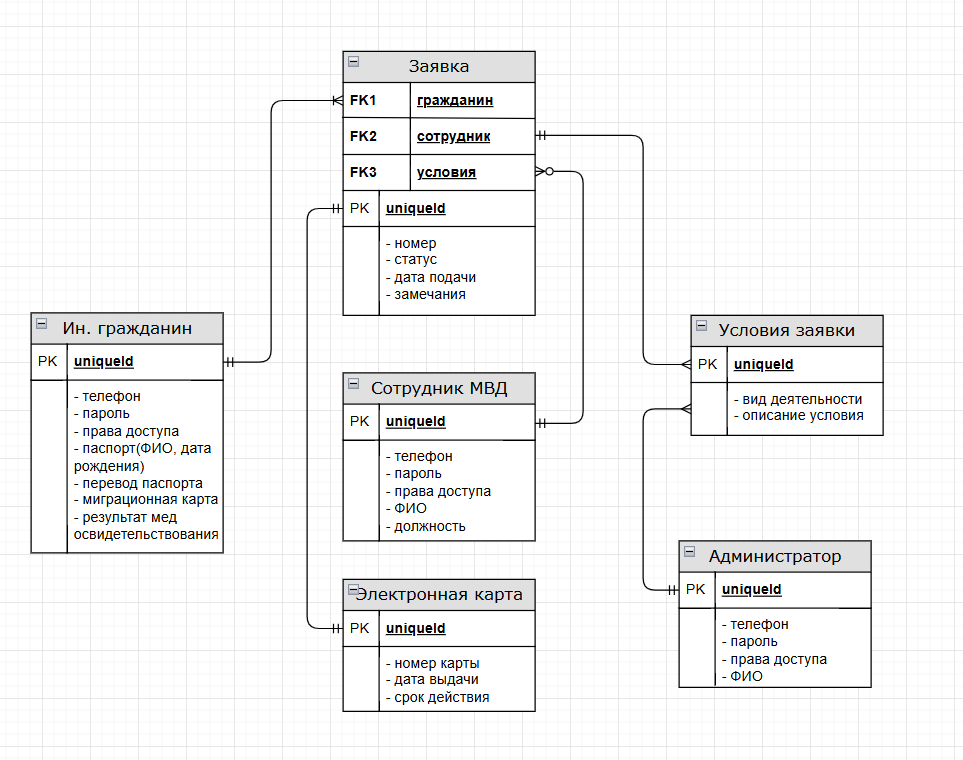 Заявка
FK1 гражданин
FK2 сотрудник
FK3 условия
PK uniqueId
- номер
- статус
- дата подачи
- замечания
Ин. гражданин
PK uniqueId
- телефон
- пароль
- права доступа
- паспорт(ФИО, дата
рождения)
- перевод паспорта
- миграционная карта
- результат мед
освидетельствования
Сотрудник МВД
PK uniqueId
- телефон
- пароль
- права доступа
- ФИО
- должность
Электронная карта
PK uniqueId
- номер карты
- дата выдачи
- срок действия
Условия заявки
PK uniqueId
- вид деятельности
- описание условия
Администратор
PK uniqueId
- телефон
- пароль
- права доступа
- ФИО